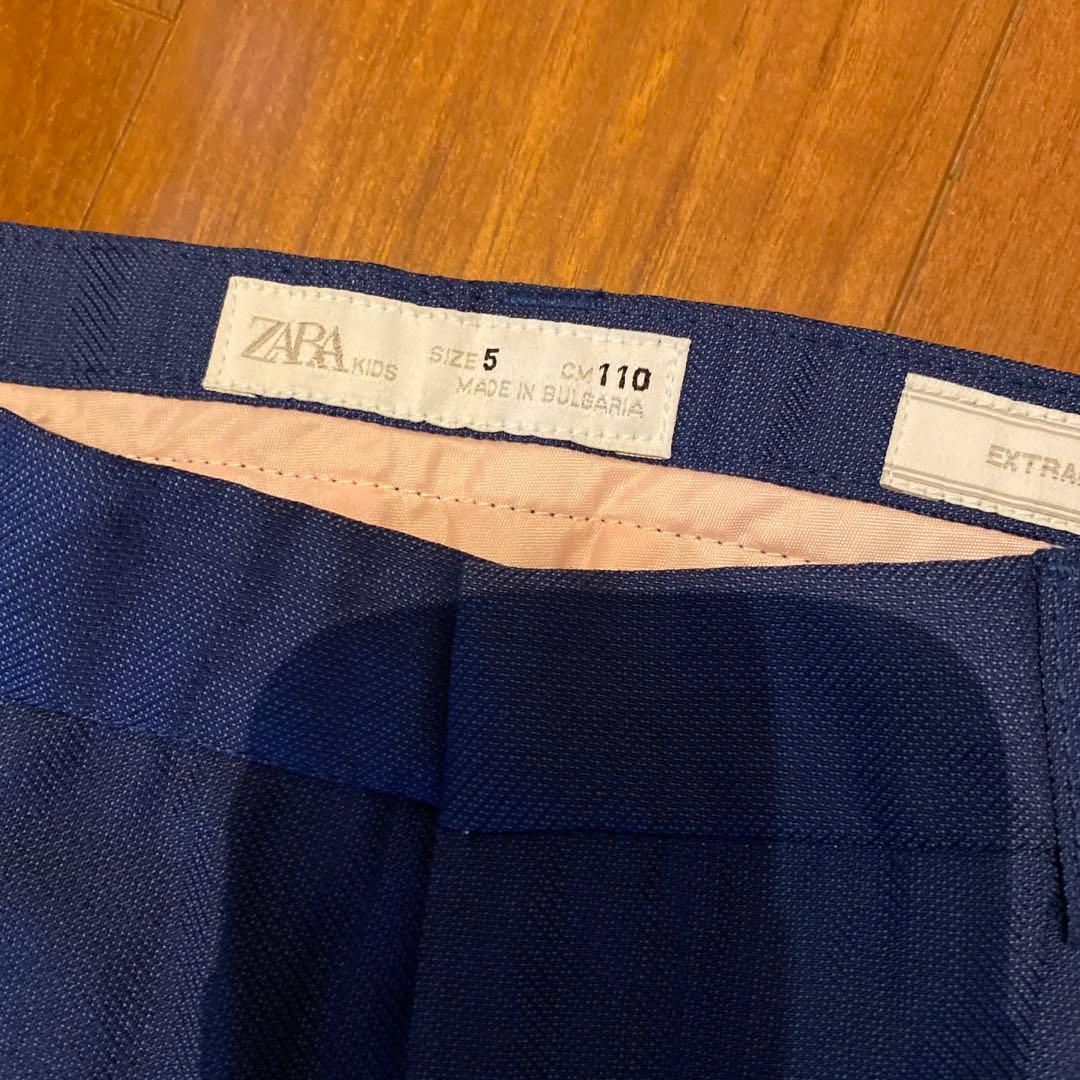 ZARA KIDS SIZE 5 CM 110
MADE IN BULGARIA
EXTRA